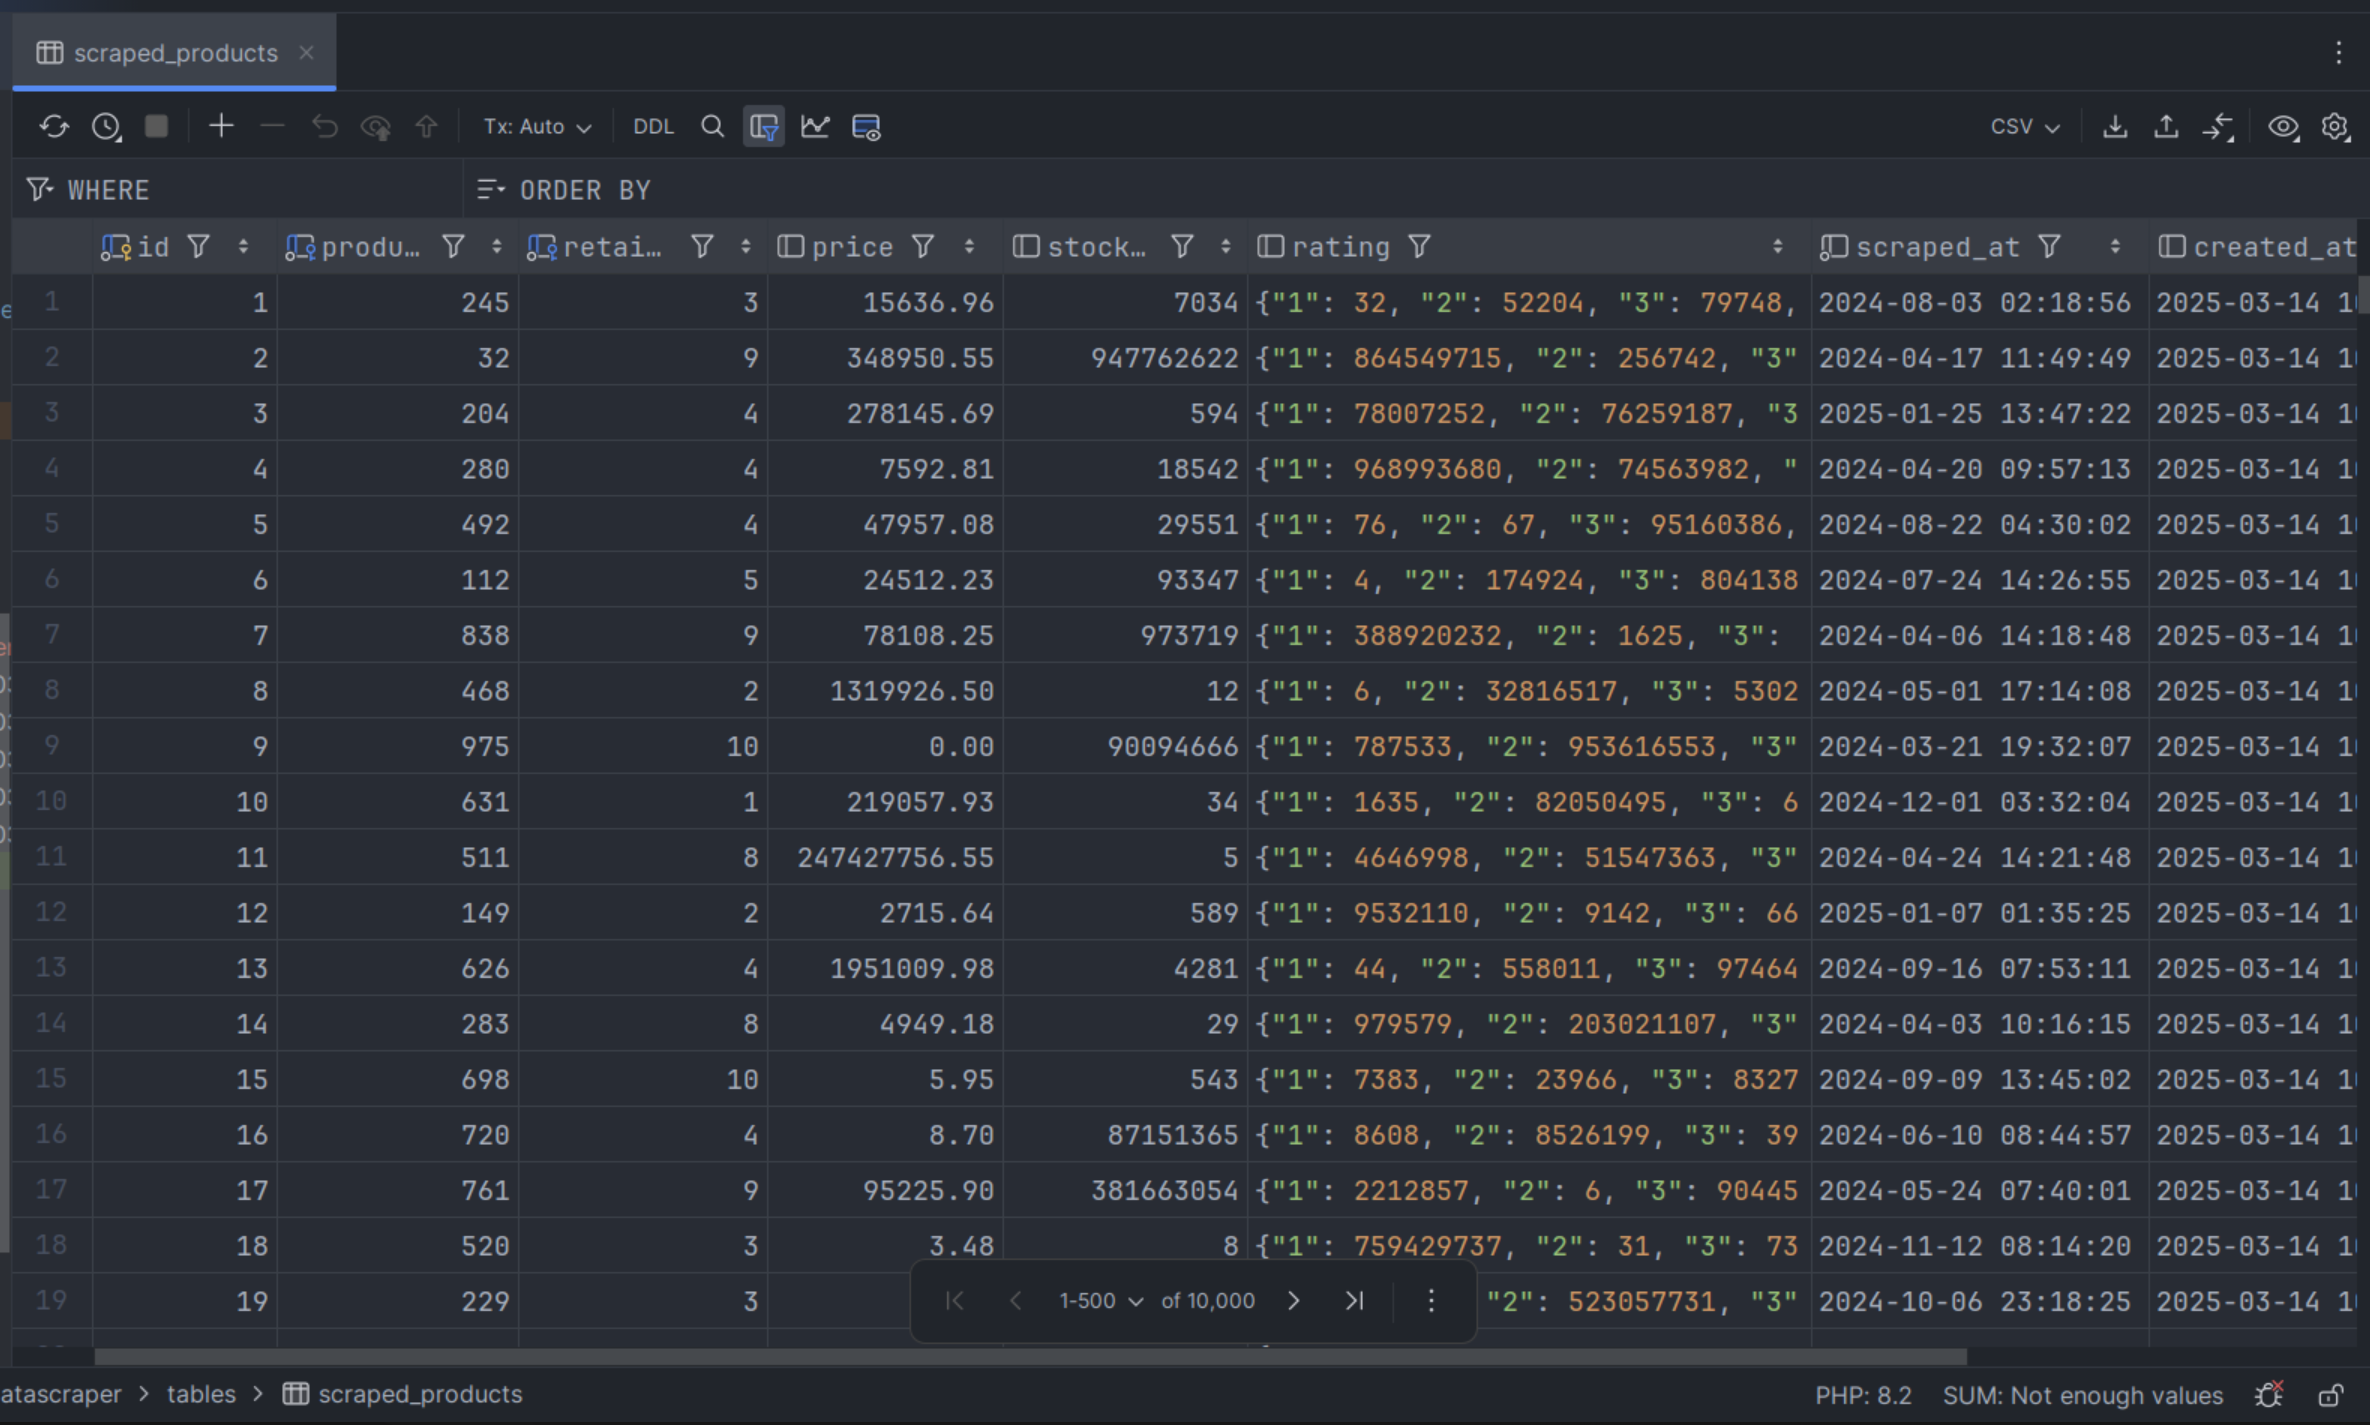 scraped_products
Tx: Auto DDL CSV
WHERE ORDER BY
id produ... retai... price stock... rating scraped_at created_at
1 1 245 3 15636.96 7034 {"1": 32, "2": 52204, "3": 79748, 2024-08-03 02:18:56 2025-03-14 1
2 2 32 9 348950.55 947762622 {"1": 864549715, "2": 256742, "3" 2024-04-17 11:49:49 2025-03-14 1
3 3 204 4 278145.69 594 {"1": 78007252, "2": 76259187, "3 2025-01-25 13:47:22 2025-03-14 1
4 4 280 4 7592.81 18542 {"1": 968993680, "2": 74563982, " 2024-04-20 09:57:13 2025-03-14 1
5 5 492 4 47957.08 29551 {"1": 76, "2": 67, "3": 95160386, 2024-08-22 04:30:02 2025-03-14 1
6 6 112 5 24512.23 93347 {"1": 4, "2": 174924, "3": 804138 2024-07-24 14:26:55 2025-03-14 1
7 7 838 9 78108.25 973719 {"1": 388920232, "2": 1625, "3": 2024-04-06 14:18:48 2025-03-14 1
8 8 468 2 1319926.50 12 {"1": 6, "2": 32816517, "3": 5302 2024-05-01 17:14:08 2025-03-14 1
9 9 975 10 0.00 90094666 {"1": 787533, "2": 953616553, "3" 2024-03-21 19:32:07 2025-03-14 1
10 10 631 1 219057.93 34 {"1": 1635, "2": 82050495, "3": 6 2024-12-01 03:32:04 2025-03-14 1
11 11 511 8 247427756.55 5 {"1": 4646998, "2": 51547363, "3" 2024-04-24 14:21:48 2025-03-14 1
12 12 149 2 2715.64 589 {"1": 9532110, "2": 9142, "3": 66 2025-01-07 01:35:25 2025-03-14 1
13 13 626 4 1951009.98 4281 {"1": 44, "2": 558011, "3": 97464 2024-09-16 07:53:11 2025-03-14 1
14 14 283 8 4949.18 29 {"1": 979579, "2": 203021107, "3" 2024-04-03 10:16:15 2025-03-14 1
15 15 698 10 5.95 543 {"1": 7383, "2": 23966, "3": 8327 2024-09-09 13:45:02 2025-03-14 1
16 16 720 4 8.70 87151365 {"1": 8608, "2": 8526199, "3": 39 2024-06-10 08:44:57 2025-03-14 1
17 17 761 9 95225.90 381663054 {"1": 2212857, "2": 6, "3": 90445 2024-05-24 07:40:01 2025-03-14 1
18 18 520 3 3.48 8 {"1": 759429737, "2": 31, "3": 73 2024-11-12 08:14:20 2025-03-14 1
19 19 229 3 "2": 523057731, "3" 2024-10-06 23:18:25 2025-03-14 1
1-500 of 10,000
atascraper > tables > scraped_products PHP: 8.2 SUM: Not enough values